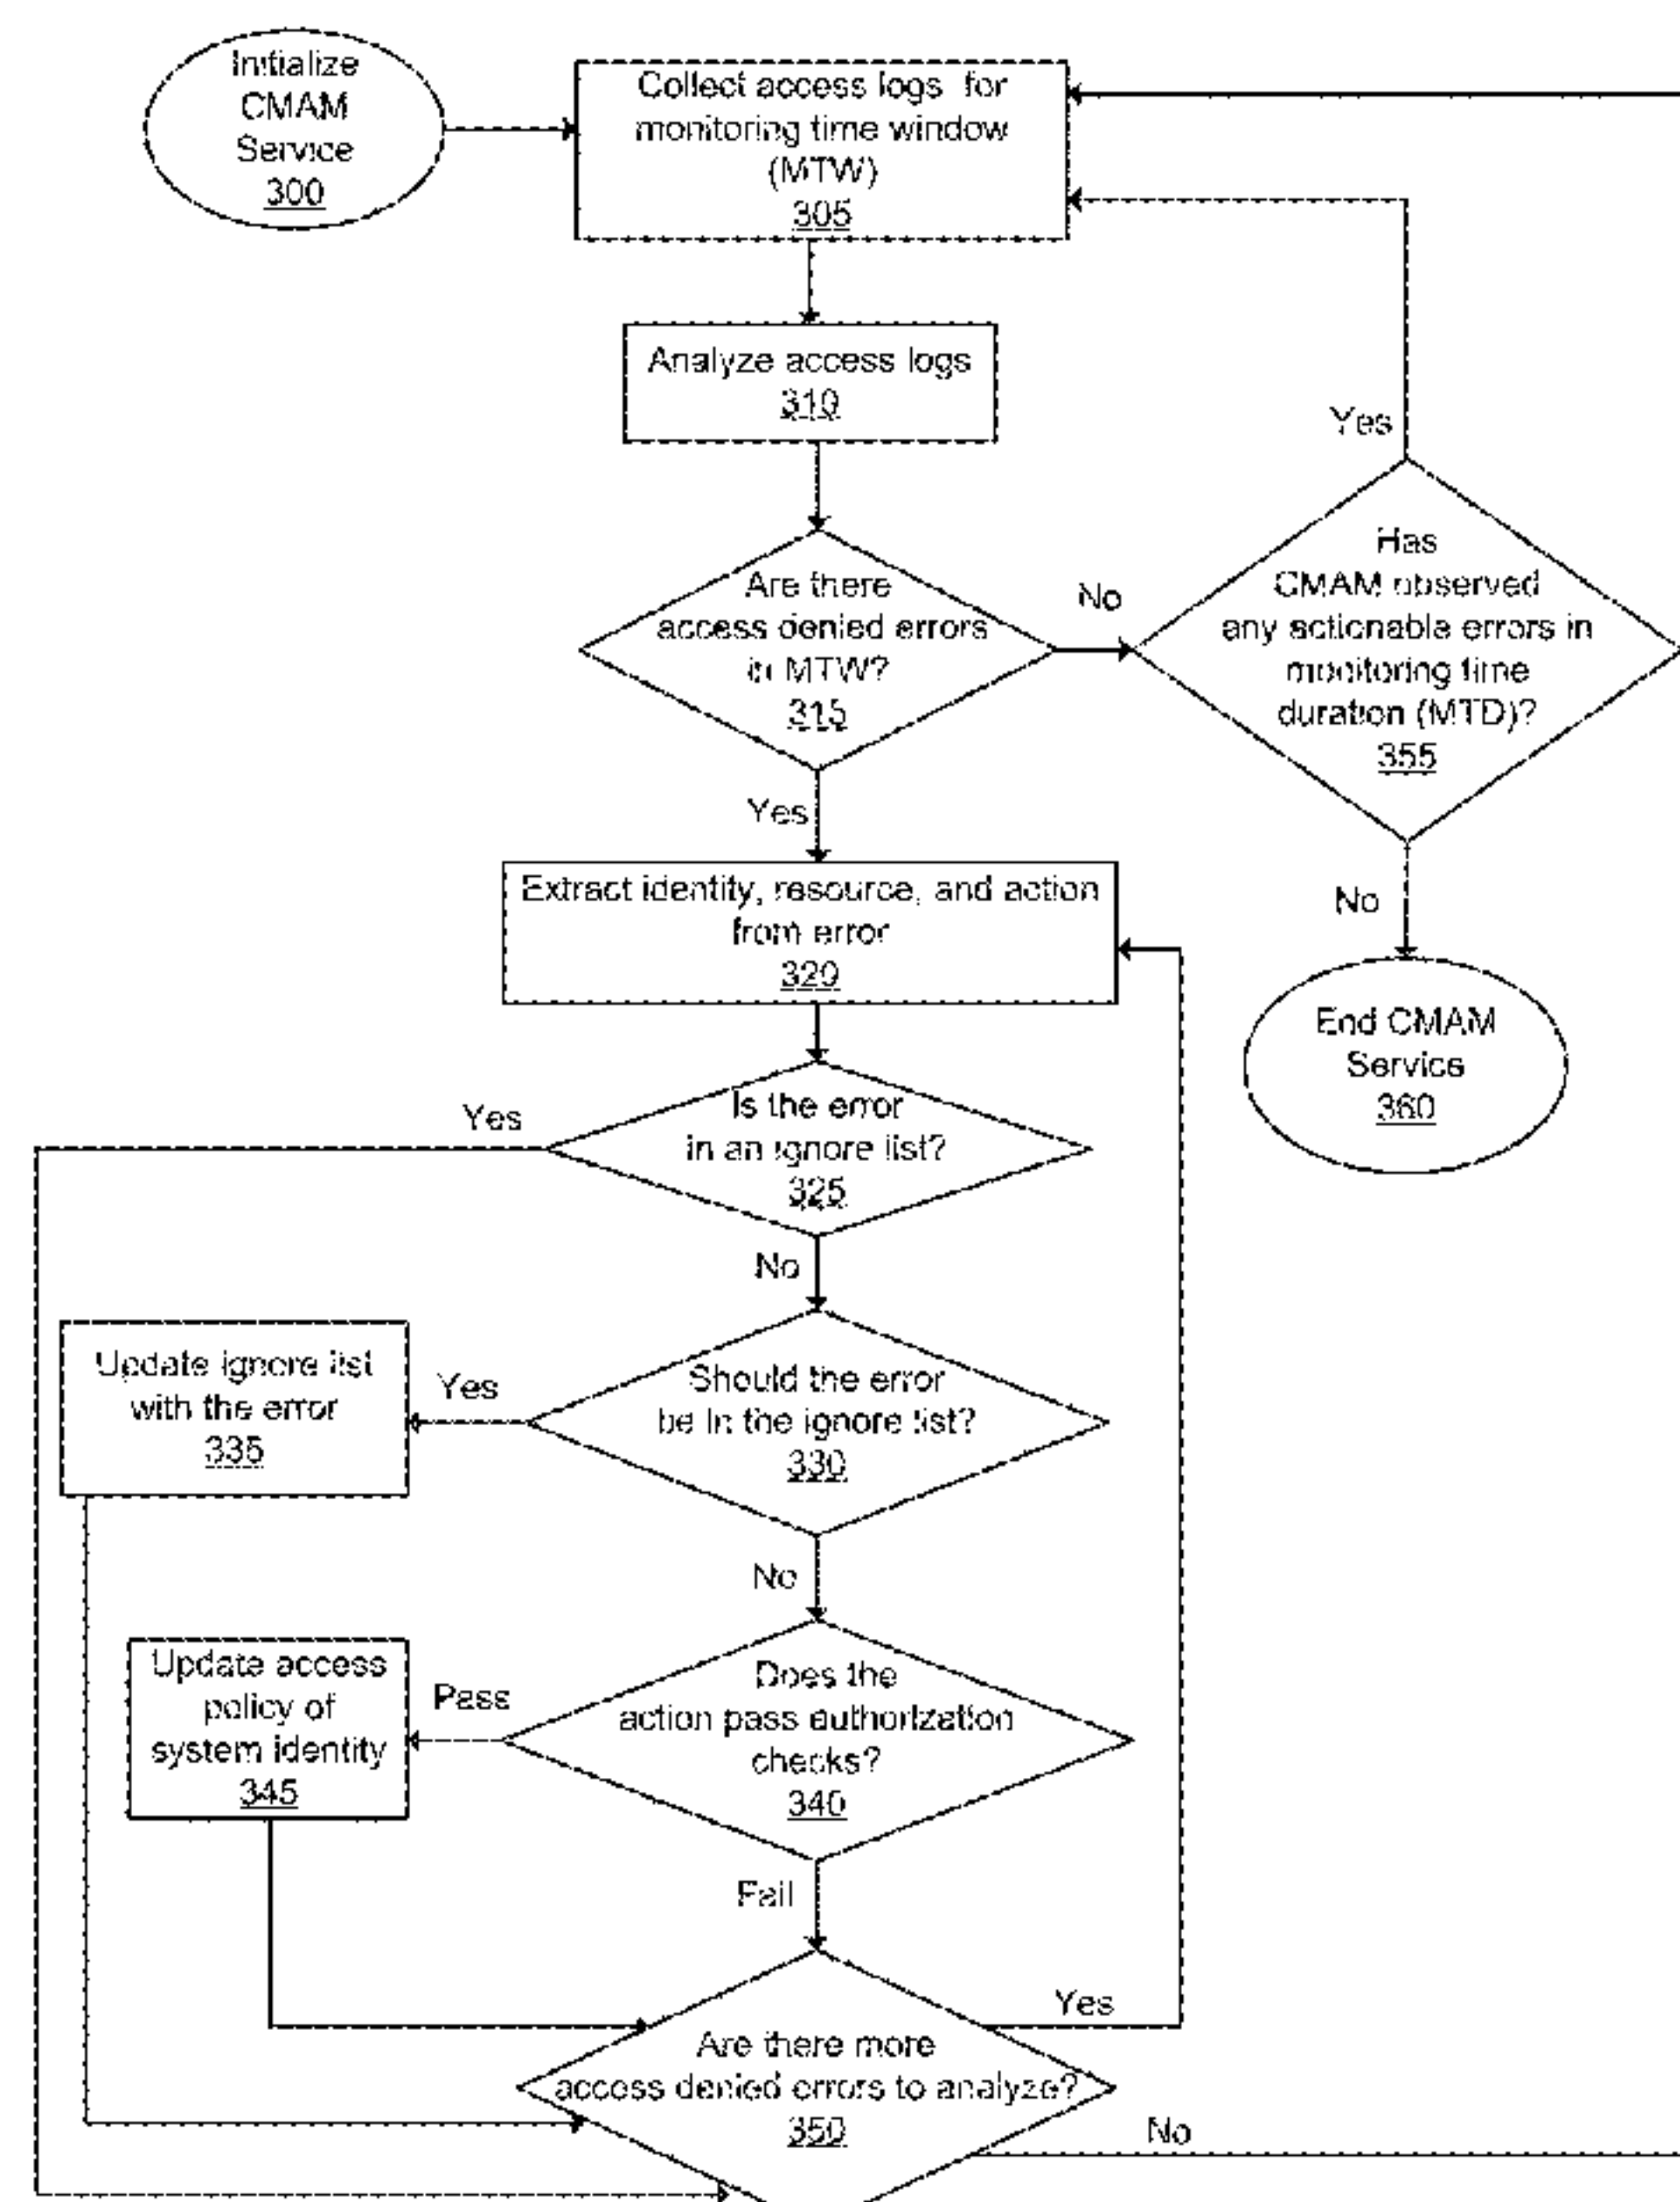 Initialize
CMAM
Service
300
Collect access logs for
monitoring time window
(MTW)
305
Analyze access logs
310
Are there
access denied errors
in MTW?
315
No
Yes
Has
CMAM observed
any actionable errors in
monitoring time
duration (MTD)?
355
Yes
No
End CMAM
Service
360
Extract identity, resource, and action
from error
320
Is the error
in an ignore list?
325
Yes
No
Should the error
be in the ignore list?
330
Yes
Update ignore list
with the error
335
No
Does the
action pass authorization
checks?
340
Pass
Update access
policy of
system identity
345
Fail
Are there more
access denied errors to analyze?
350
Yes
No